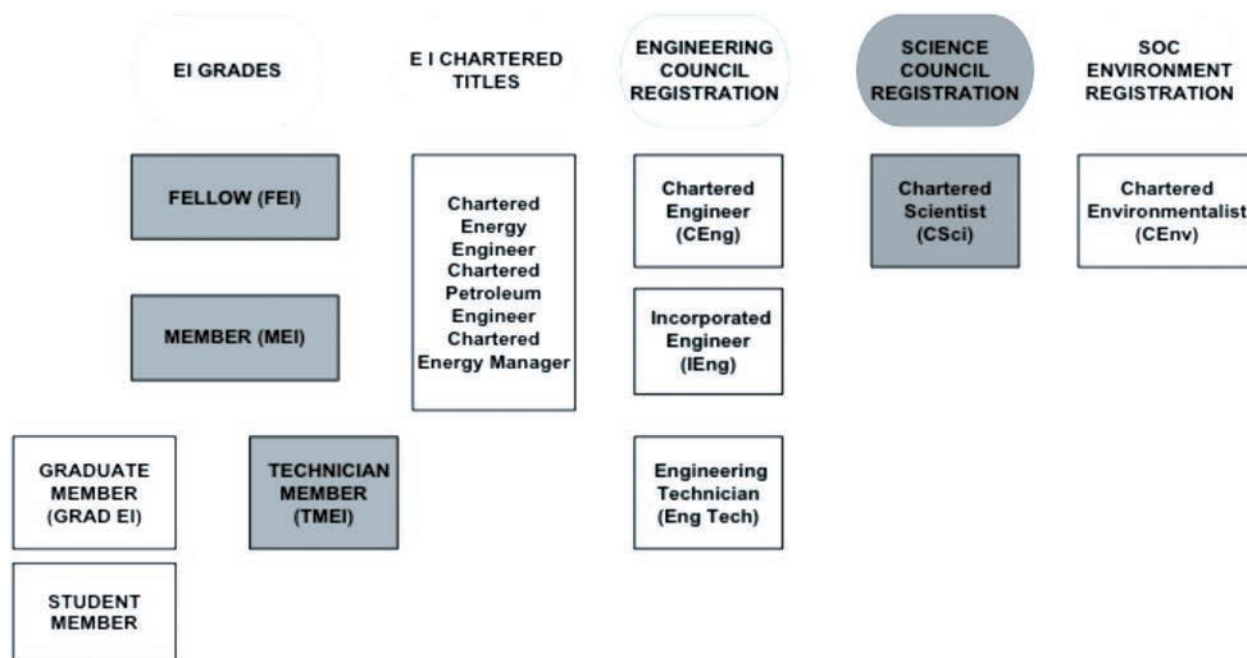 EI GRADES
E I CHARTERED
TITLES
ENGINEERING
COUNCIL
REGISTRATION
SCIENCE
COUNCIL
REGISTRATION
SOC
ENVIRONMENT
REGISTRATION
FELLOW (FEI)
MEMBER (MEI)
GRADUATE
MEMBER
(GRAD EI)
TECHNICIAN
MEMBER
(TMEI)
STUDENT
MEMBER
Chartered
Energy
Engineer
Chartered
Petroleum
Engineer
Chartered
Energy Manager
Chartered
Engineer
(CEng)
Incorporated
Engineer
(IEng)
Engineering
Technician
(Eng Tech)
Chartered
Scientist
(CSci)
Chartered
Environmentalist
(CEnv)